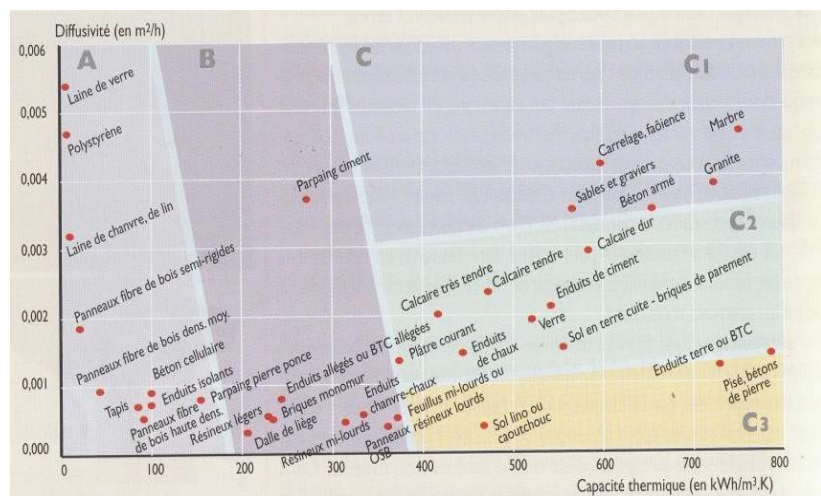 Diffusivité (en m²/h)
0,006
0,005
0,004
0,003
0,002
0,001
0,000
A
B
C
C1
C2
C3
Laine de verre
Polystyrène
Laine de chanvre, de lin
Panneaux fibre de bois semi-rigides
Panneaux fibre de bois dens. moy.
Tapis
Béton cellulaire
Enduits isolants
Panneaux fibre
de bois haute dens.
Parpaing pierre ponce
Parpaing ciment
Résineux légers
Dalle de liège
Enduits allégés ou BTC allégées
Briques monomur
Resineux mi-lourds
Enduits
chanvre-chaux
OSB
Panneaux
Feuillus mi-lourds ou
résineux lourds
Calcaire très tendre
Plâtre courant
Enduits
de chaux
Calcaire tendre
Verre
Enduits de ciment
Sol en terre cuite - briques de parement
Calcaire dur
Sables et graviers
Carrelage, faôience
Béton armé
Granite
Marbre
Sol lino ou
caoutchouc
Enduits terre ou BTC
Pisé, bétons
de pierre
0
100
200
300
400
500
600
700
800
Capacité thermique (en kWh/m³.K)